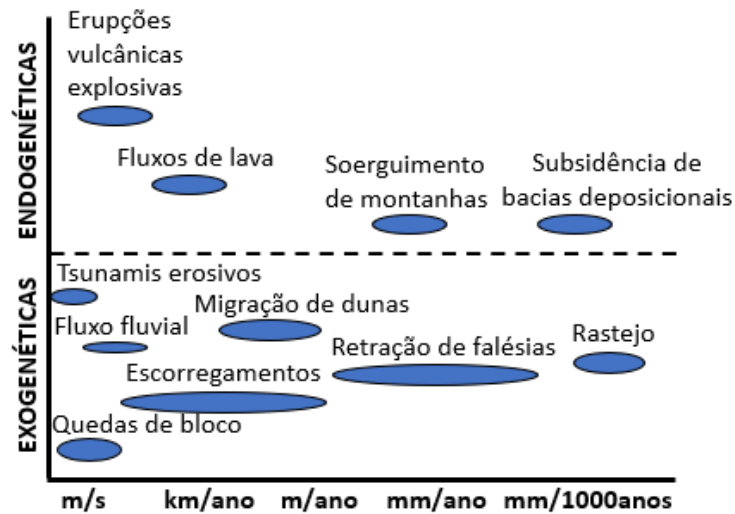 Erupções
vulcânicas
explosivas
Fluxos de lava
Soerguimento
de montanhas
Subsidência de
bacias deposicionais
ENDOGENÉTICAS
Tsunamis erosivos
Migração de dunas
Fluxo fluvial
Retração de falésias
Rastejo
Escorregamentos
Quedas de bloco
EXOGENÉTICAS
m/s km/ano m/ano mm/ano mm/1000anos